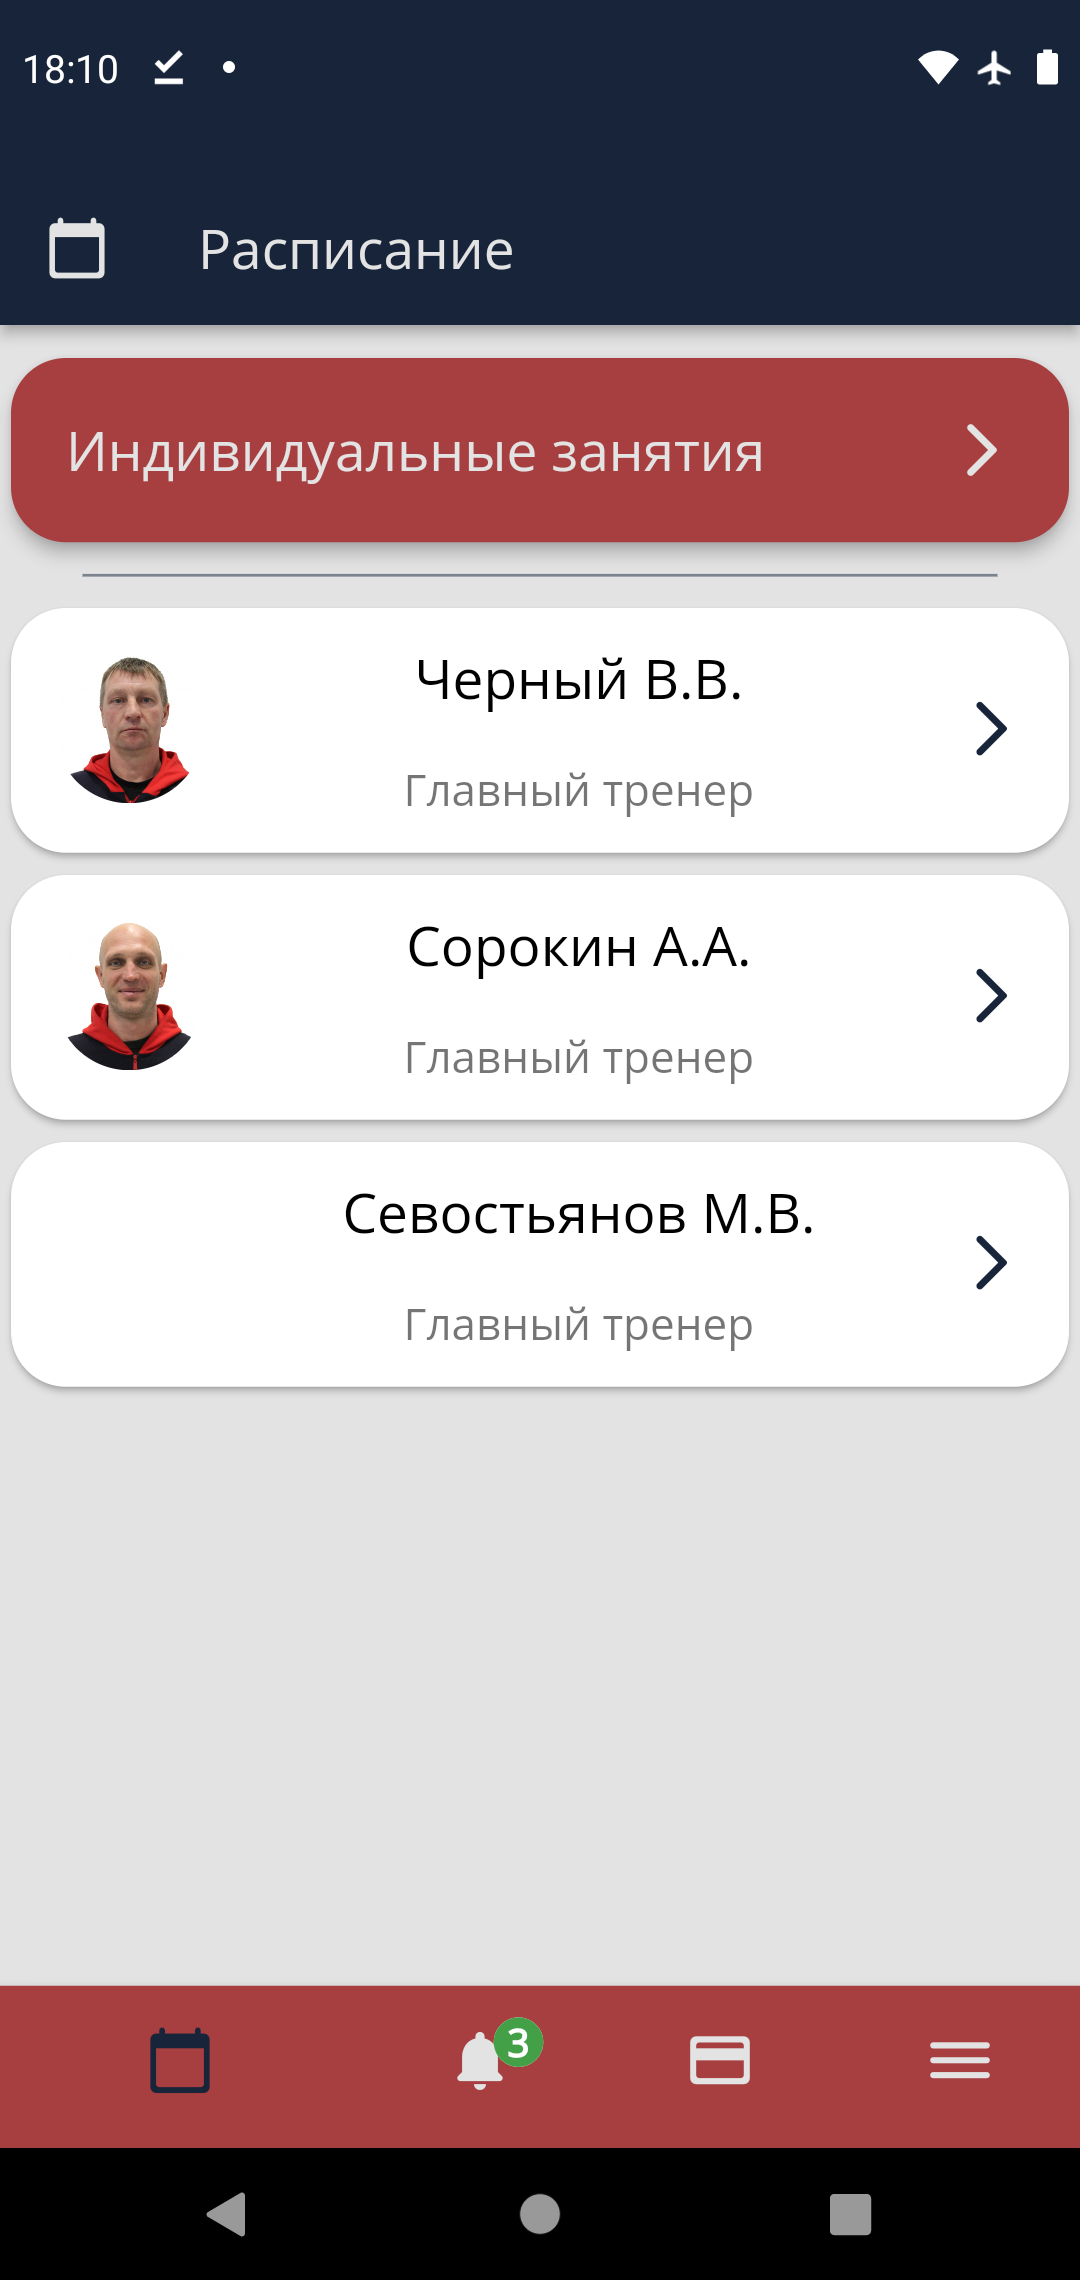 18:10
Расписание
Индивидуальные занятия
Черный В.В.
Главный тренер
Сорокин А.А.
Главный тренер
Севостьянов М.В.
Главный тренер
3